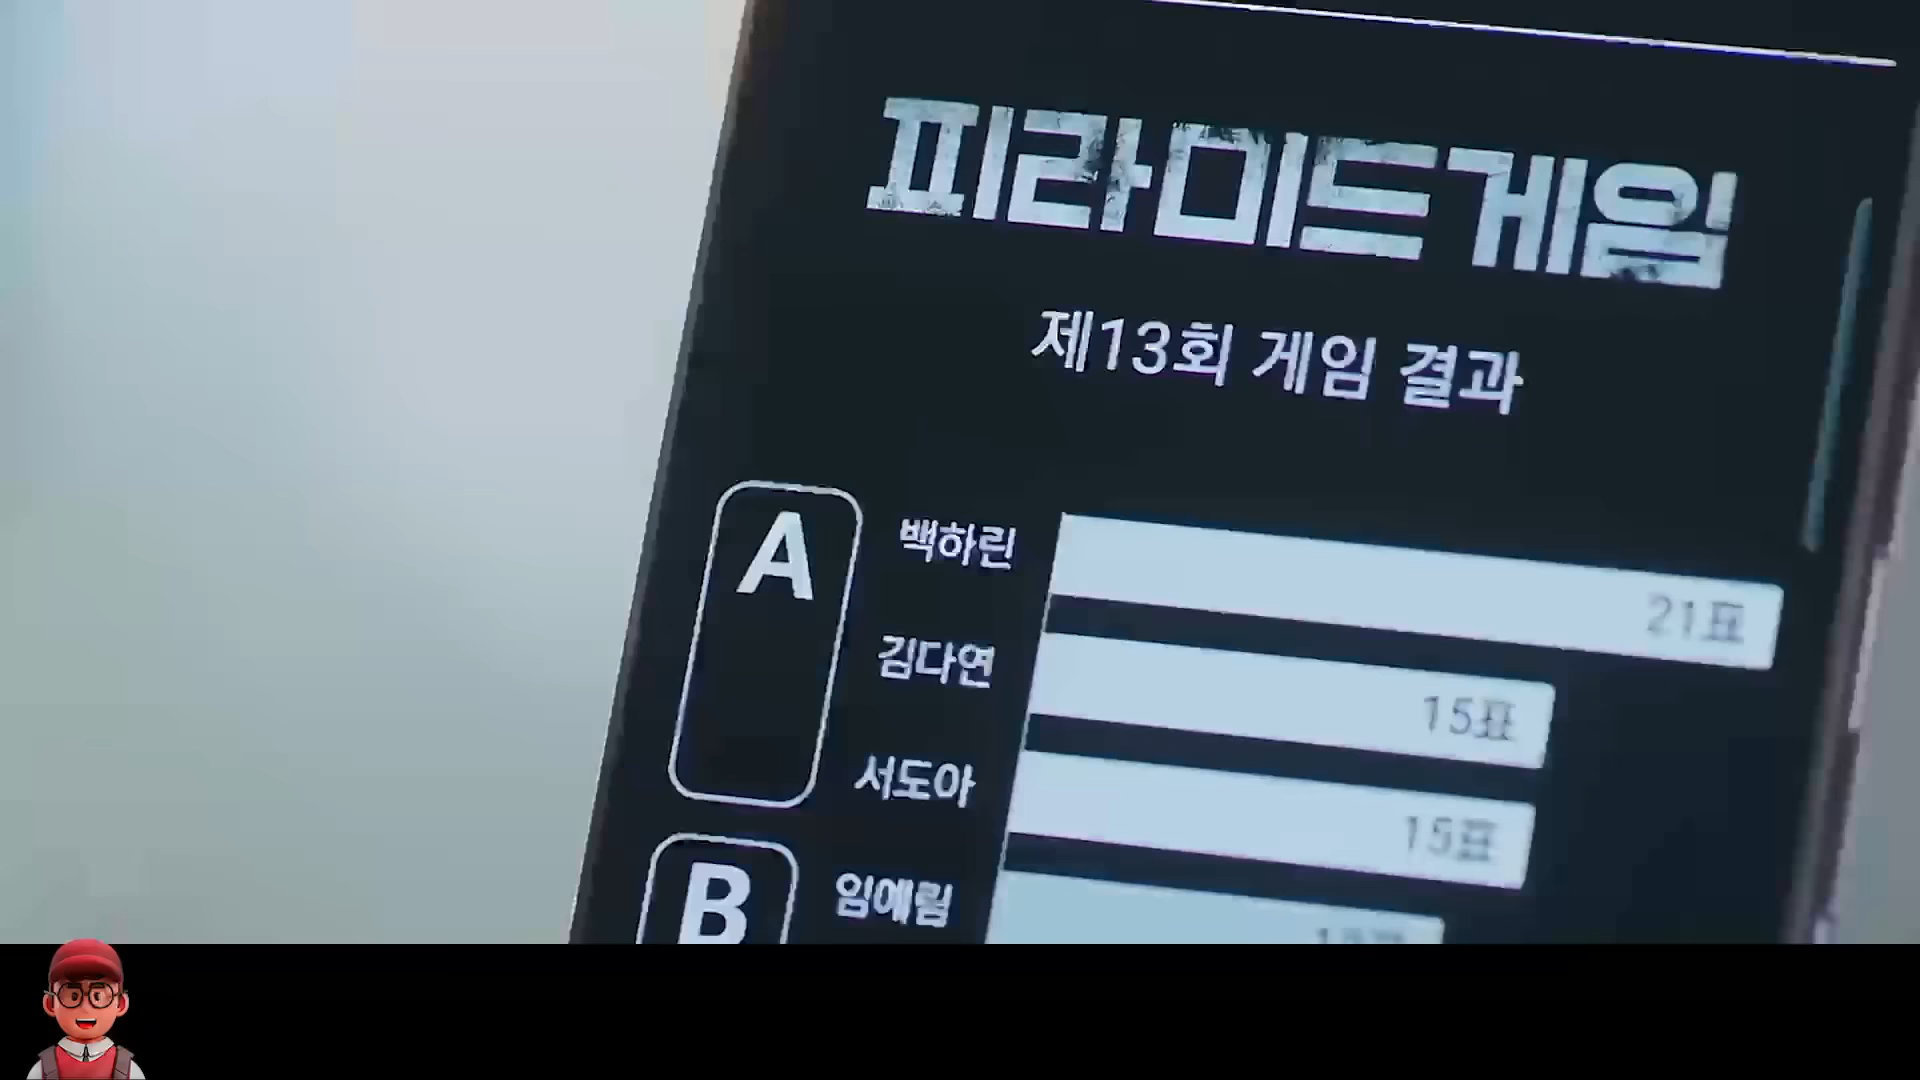 피라미드게임
제13회 게임 결과
A
백하린
21표
김다연
15표
서도아
15표
B
임예림